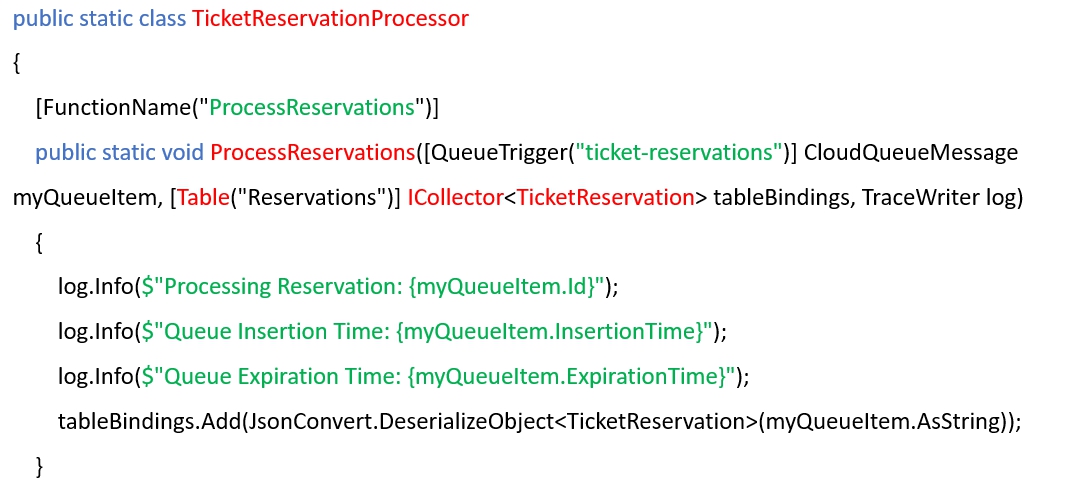 public static class TicketReservationProcessor
{
[FunctionName("ProcessReservations")]
public static void ProcessReservations([QueueTrigger("ticket-reservations")] CloudQueueMessage
myQueueItem, [Table("Reservations")] ICollector<TicketReservation> tableBindings, TraceWriter log)
{
log.Info($"Processing Reservation: {myQueueItem.Id}");
log.Info($"Queue Insertion Time: {myQueueItem.InsertionTime}");
log.Info($"Queue Expiration Time: {myQueueItem.ExpirationTime}");
tableBindings.Add(JsonConvert.DeserializeObject<TicketReservation>(myQueueItem.AsString));
}